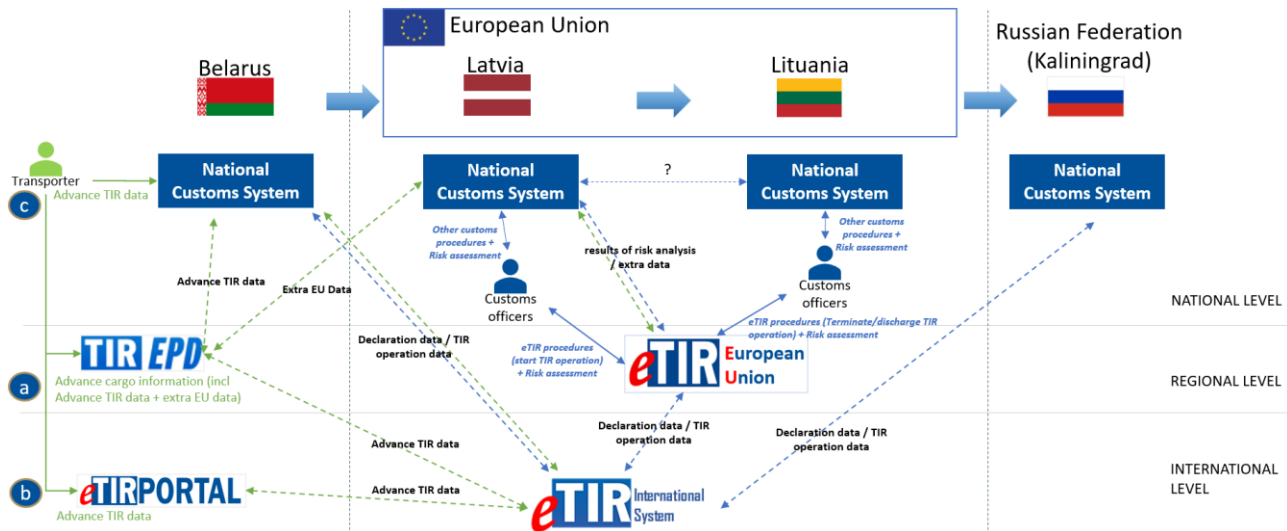 European Union
Russian Federation
(Kaliningrad)
Belarus
Latvia
Lituania
Transporter
Advance TIR data
c
National
Customs System
National
Customs System
?
National
Customs System
National
Customs System
Other customs
procedures +
Risk assessment
results of risk analysis
/ extra data
Other customs
procedures +
Risk assessment
Advance TIR data
Extra EU Data
Customs
officers
Customs
officers
NATIONAL LEVEL
Declaration data / TIR
operation data
eTIR procedures
(start TIR operation)
+ Risk assessment
eTIR procedures (Terminate/discharge TIR
operation) + Risk assessment
TIR EPD
a
Advance cargo information (incl
Advance TIR data + extra EU data)
eTIR European
Union
REGIONAL LEVEL
Advance TIR data
Declaration data / TIR
operation data
Declaration data / TIR
operation data
b
eTIRPORTAL
Advance TIR data
Advance TIR data
eTIR International
System
INTERNATIONAL
LEVEL